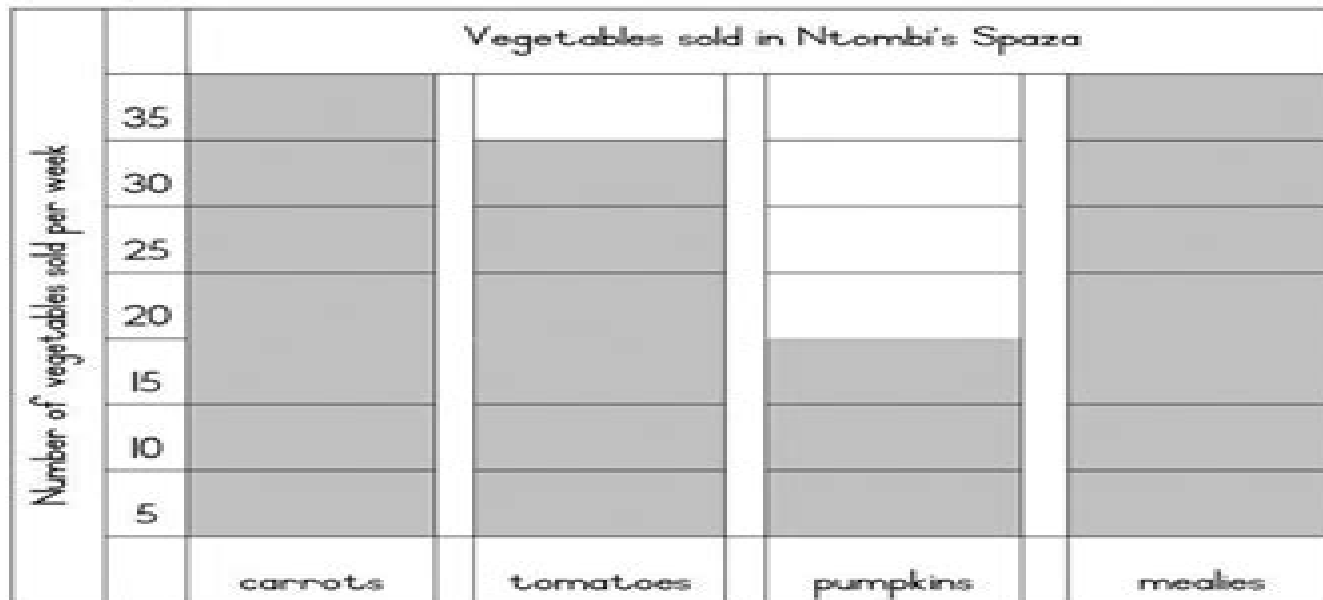 Vegetables sold in Ntombi's Spaza
Number of vegetables sold per week
35
30
25
20
15
10
5
carrots tomatoes pumpkins mealies